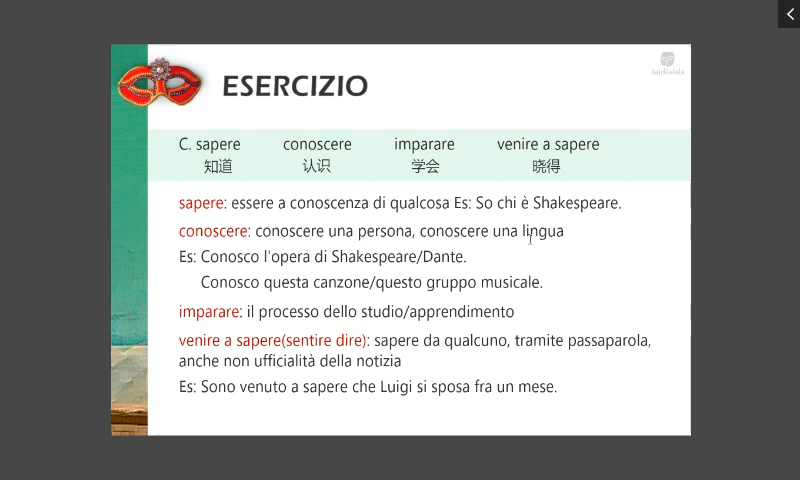 ESERCIZIO
kaidilalala
C. sapere conoscere imparare venire a sapere
知道 认识 学会 晓得
sapere: essere a conoscenza di qualcosa Es: So chi è Shakespeare.
conoscere: conoscere una persona, conoscere una lingua
Es: Conosco l'opera di Shakespeare/Dante.
Conosco questa canzone/questo gruppo musicale.
imparare: il processo dello studio/apprendimento
venire a sapere(sentire dire): sapere da qualcuno, tramite passaparola,
anche non ufficialità della notizia
Es: Sono venuto a sapere che Luigi si sposa fra un mese.